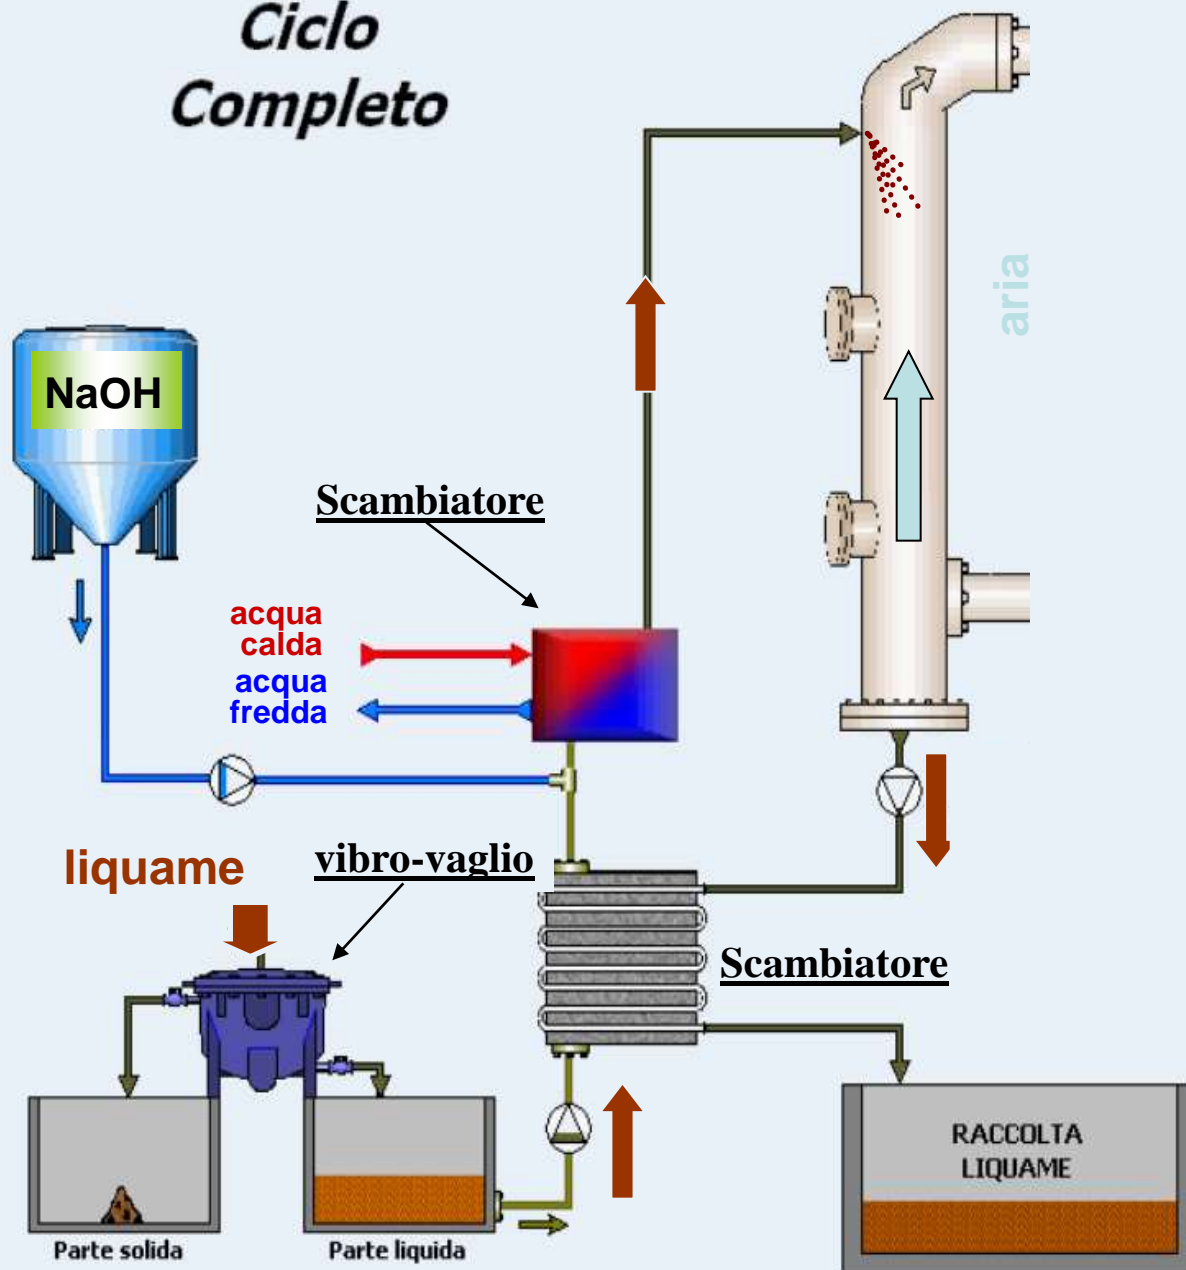 Ciclo
Completo
aria
NaOH
Scambiatore
acqua
calda
acqua
fredda
liquame
vibro-vaglio
Scambiatore
RACCOLTA
LIQUAME
Parte solida
Parte liquida